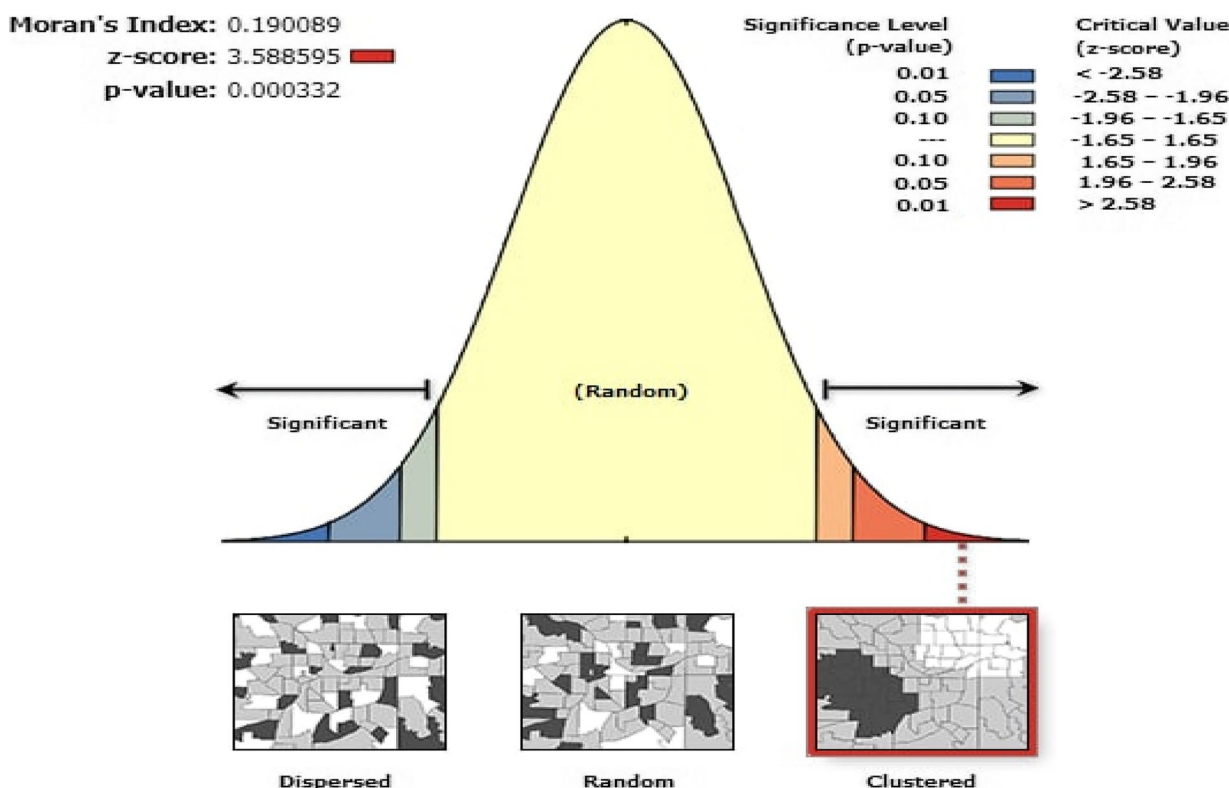 Moran's Index: 0.190089
z-score: 3.588595
p-value: 0.000332
Significance Level
(p-value)
Critical Value
(z-score)
0.01 < -2.58
0.05 -2.58 – -1.96
0.10 -1.96 – -1.65
--- -1.65 – 1.65
0.10 1.65 – 1.96
0.05 1.96 – 2.58
0.01 > 2.58
(Random)
Significant
Significant
Dispersed
Random
Clustered